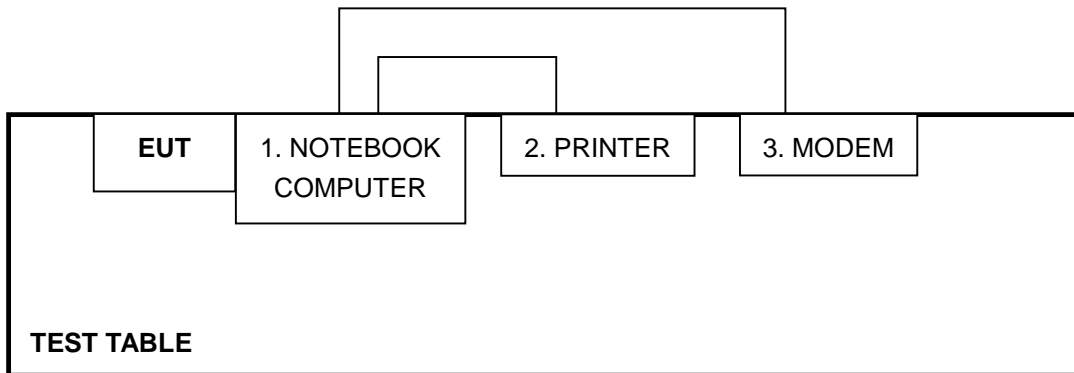 EUT
1. NOTEBOOK
COMPUTER
2. PRINTER
3. MODEM
TEST TABLE